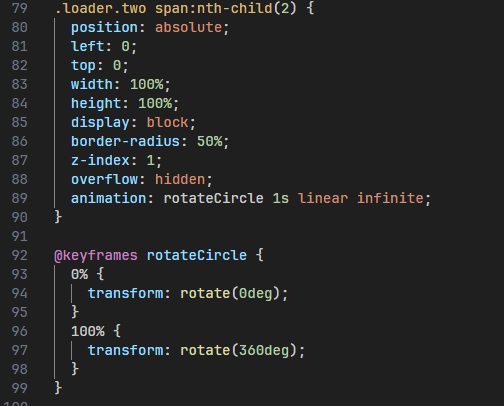 79 .loader.two span:nth-child(2) {
80 position: absolute;
81 left: 0;
82 top: 0;
83 width: 100%;
84 height: 100%;
85 display: block;
86 border-radius: 50%;
87 z-index: 1;
88 overflow: hidden;
89 animation: rotateCircle 1s linear infinite;
90 }
91
92 @keyframes rotateCircle {
93 0% {
94 transform: rotate(0deg);
95 }
96 100% {
97 transform: rotate(360deg);
98 }
99 }